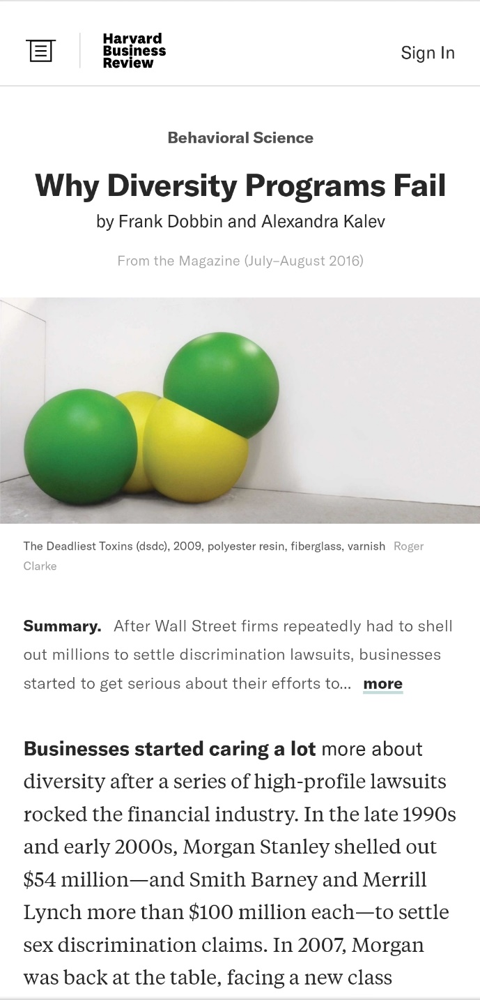 Harvard
Business
Review
Sign In
Behavioral Science
Why Diversity Programs Fail
by Frank Dobbin and Alexandra Kalev
From the Magazine (July–August 2016)
The Deadliest Toxins (dsdc), 2009, polyester resin, fiberglass, varnish Roger
Clarke
Summary. After Wall Street firms repeatedly had to shell
out millions to settle discrimination lawsuits, businesses
started to get serious about their efforts to... more
Businesses started caring a lot more about
diversity after a series of high-profile lawsuits
rocked the financial industry. In the late 1990s
and early 2000s, Morgan Stanley shelled out
$54 million—and Smith Barney and Merrill
Lynch more than $100 million each—to settle
sex discrimination claims. In 2007, Morgan
was back at the table, facing a new class